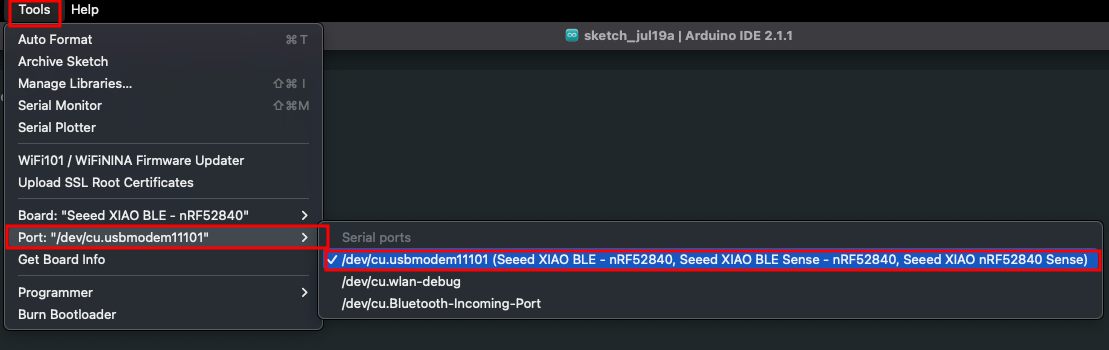 Tools Help
sketch_jul19a | Arduino IDE 2.1.1
Auto Format ⌘ T
Archive Sketch
Manage Libraries... ⇧⌘ I
Serial Monitor ⇧⌘M
Serial Plotter
WiFi101 / WiFiNINA Firmware Updater
Upload SSL Root Certificates
Board: "Seeed XIAO BLE - nRF52840" >
Port: "/dev/cu.usbmodem11101" >
Get Board Info
Programmer >
Burn Bootloader
Serial ports
✓ /dev/cu.usbmodem11101 (Seeed XIAO BLE - nRF52840, Seeed XIAO BLE Sense - nRF52840, Seeed XIAO nRF52840 Sense)
/dev/cu.wlan-debug
/dev/cu.Bluetooth-Incoming-Port